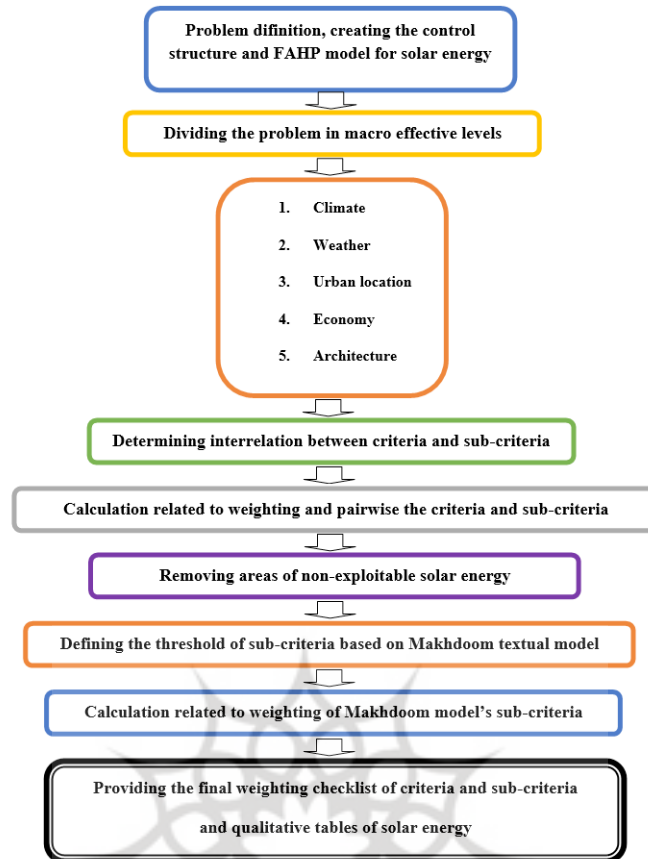 Problem difinition, creating the control
structure and FAHP model for solar energy
Dividing the problem in macro effective levels
1. Climate
2. Weather
3. Urban location
4. Economy
5. Architecture
Determining interrelation between criteria and sub-criteria
Calculation related to weighting and pairwise the criteria and sub-criteria
Removing areas of non-exploitable solar energy
Defining the threshold of sub-criteria based on Makhdoom textual model
Calculation related to weighting of Makhdoom model's sub-criteria
Providing the final weighting checklist of criteria and sub-criteria
and qualitative tables of solar energy